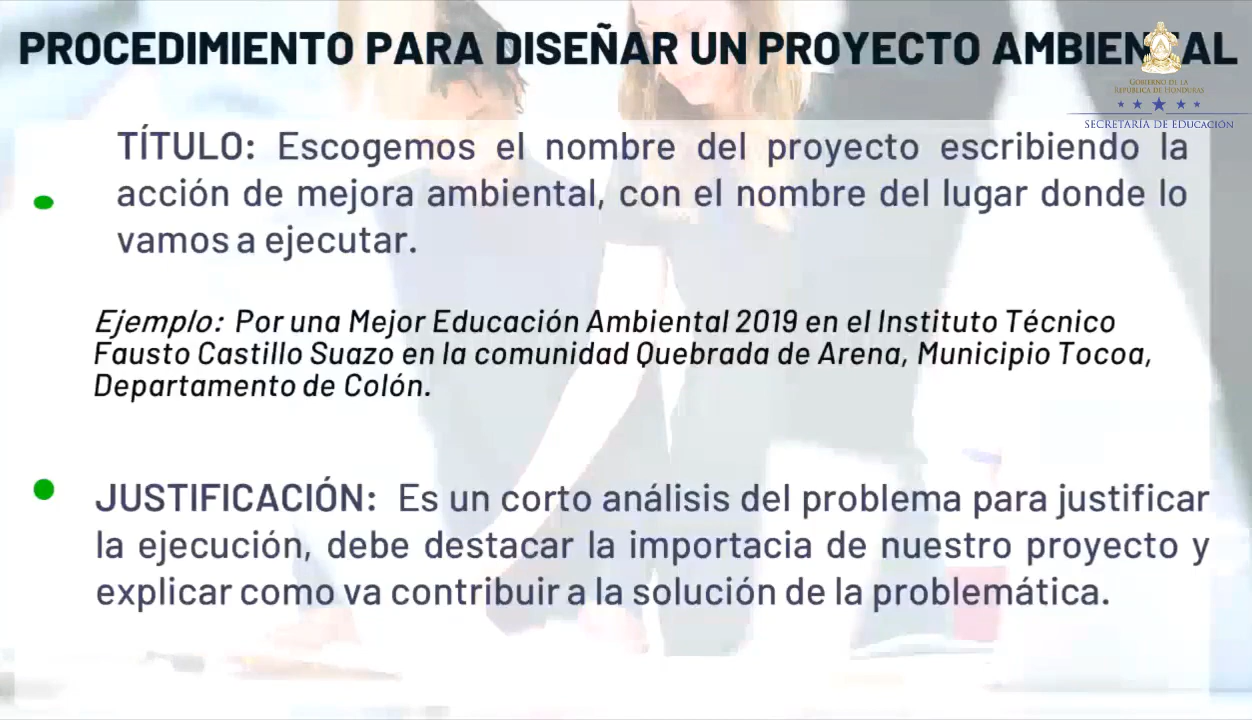 PROCEDIMIENTO PARA DISEÑAR UN PROYECTO AMBIENTAL
GOBIERNO DE LA
REPÚBLICA DE HONDURAS
SECRETARÍA DE EDUCACIÓN
TÍTULO: Escogemos el nombre del proyecto escribiendo la
acción de mejora ambiental, con el nombre del lugar donde lo
vamos a ejecutar.
Ejemplo: Por una Mejor Educación Ambiental 2019 en el Instituto Técnico
Fausto Castillo Suazo en la comunidad Quebrada de Arena, Municipio Tocoa,
Departamento de Colón.
JUSTIFICACIÓN: Es un corto análisis del problema para justificar
la ejecución, debe destacar la importacia de nuestro proyecto y
explicar como va contribuir a la solución de la problemática.